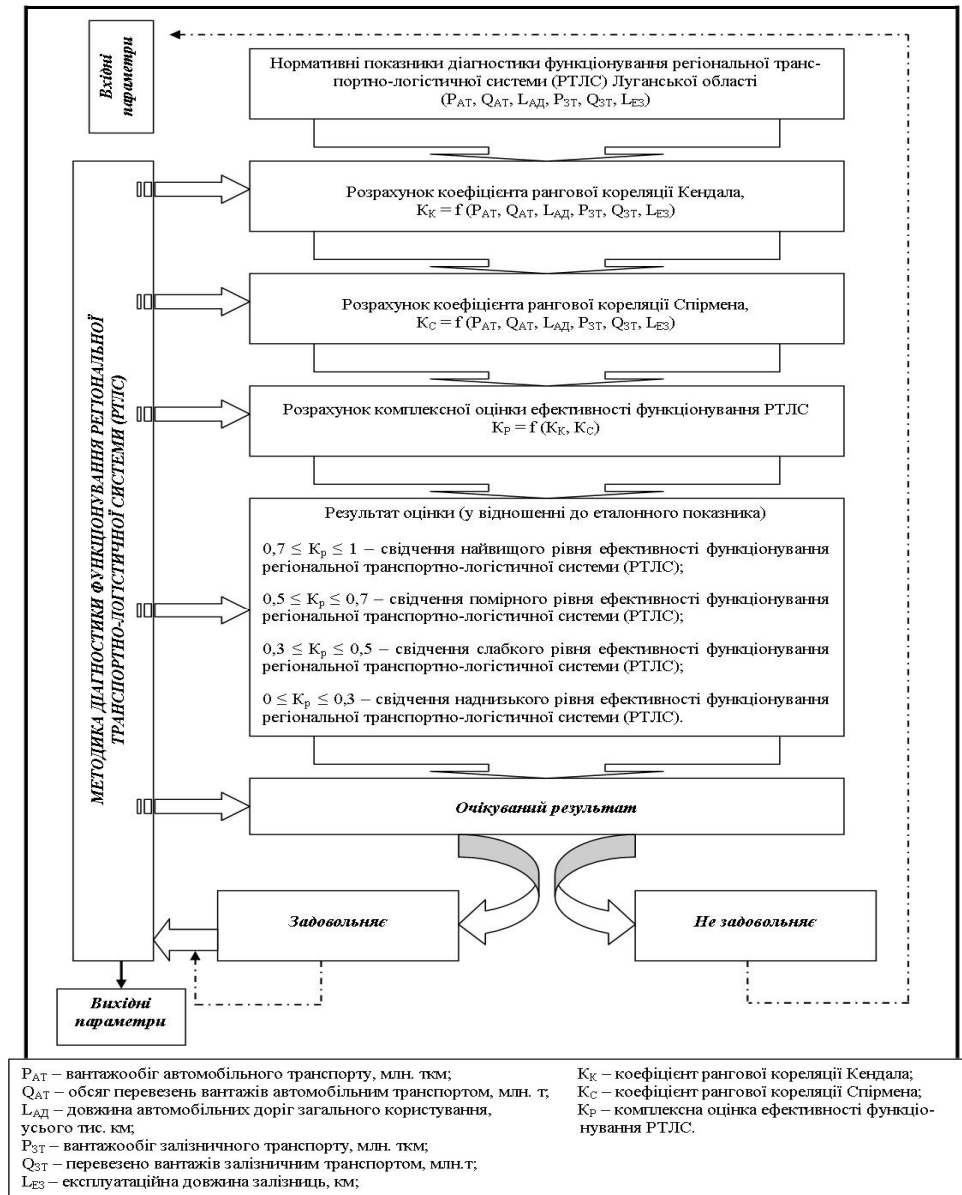 Вхідні
параметри
Нормативні показники діагностики функціонування регіональної транс-
портно-логістичної системи (РТЛС) Луганської області
(PАТ, QАТ, LАД, PЗТ, QЗТ, LЕЗ)
МЕТОДИКА ДІАГНОСТИКИ ФУНКЦІОНУВАННЯ РЕГІОНАЛЬНОЇ
ТРАНСПОРТНО-ЛОГІСТИЧНОЇ СИСТЕМИ (РТЛС)
Розрахунок коефіцієнта рангової кореляції Кендала,
KК = f (PАТ, QАТ, LАД, PЗТ, QЗТ, LЕЗ)
Розрахунок коефіцієнта рангової кореляції Спірмена,
KС = f (PАТ, QАТ, LАД, PЗТ, QЗТ, LЕЗ)
Розрахунок комплексної оцінки ефективності функціонування РТЛС
KР = f (KК, KС)
Результат оцінки (у відношенні до еталонного показника)
0,7 ≤ Kр ≤ 1 – свідчення найвищого рівня ефективності функціонування
регіональної транспортно-логістичної системи (РТЛС);
0,5 ≤ Kр ≤ 0,7 – свідчення помірного рівня ефективності функціонування
регіональної транспортно-логістичної системи (РТЛС);
0,3 ≤ Kр ≤ 0,5 – свідчення слабкого рівня ефективності функціонування
регіональної транспортно-логістичної системи (РТЛС);
0 ≤ Kр ≤ 0,3 – свідчення наднизького рівня ефективності функціонування
регіональної транспортно-логістичної системи (РТЛС).
Очікуваний результат
Задовольняє
Не задовольняє
Вихідні
параметри
PАТ – вантажообіг автомобільного транспорту, млн. ткм;
QАТ – обсяг перевезень вантажів автомобільним транспортом, млн. т;
LАД – довжина автомобільних доріг загального користування,
усього тис. км;
PЗТ – вантажообіг залізничного транспорту, млн. ткм;
QЗТ – перевезено вантажів залізничним транспортом, млн.т;
LЕЗ – експлуатаційна довжина залізниць, км;
KК – коефіцієнт рангової кореляції Кендала;
KС – коефіцієнт рангової кореляції Спірмена;
KР – комплексна оцінка ефективності функціо-
нування РТЛС.